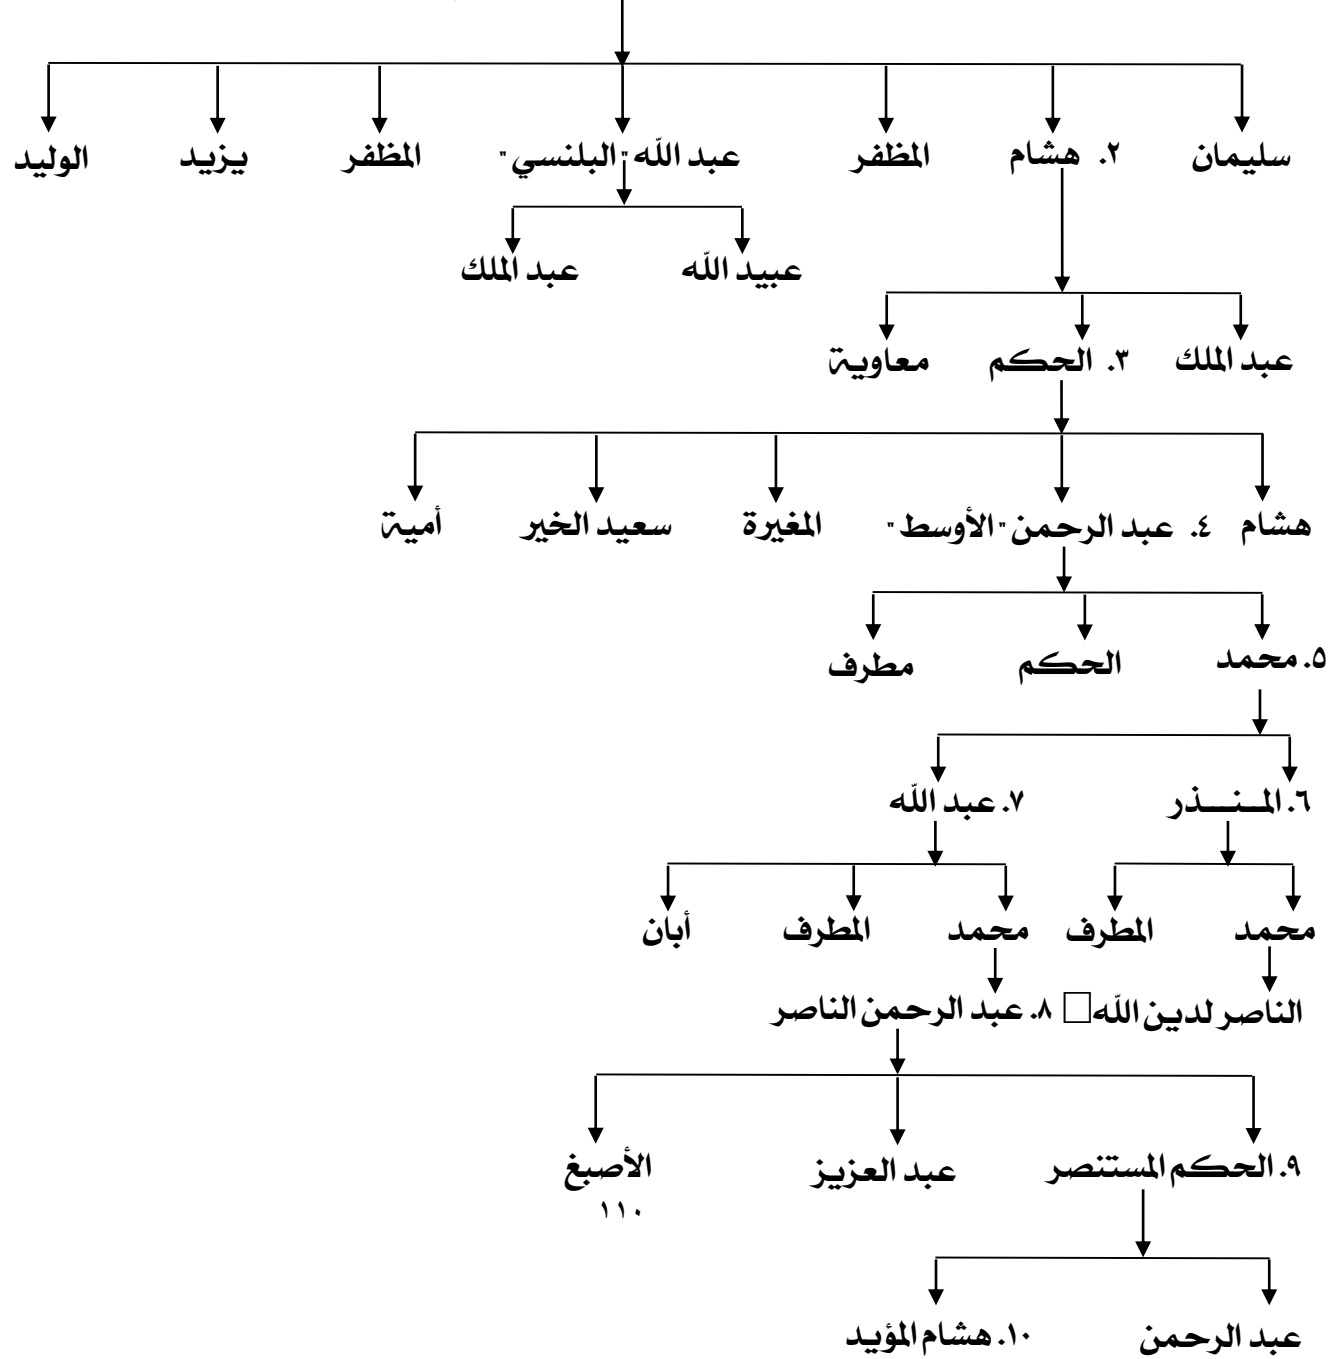 سليمان ٢. هشام المظفر عبد الله "البلنسي" المظفر يزيد الوليد
عبيد الله عبد الملك
عبد الملك ٣. الحكم معاوية
هشام ٤. عبد الرحمن "الأوسط" المغيرة سعيد الخير أمية
٥. محمد الحكم مطرف
٦. المـنـــذر ٧. عبد الله
محمد المطرف محمد المطرف أبان
الناصر لدين الله□ ٨. عبد الرحمن الناصر
٩. الحكم المستنصر عبد العزيز الأصبغ
١١٠
عبد الرحمن ١٠. هشام المؤيد